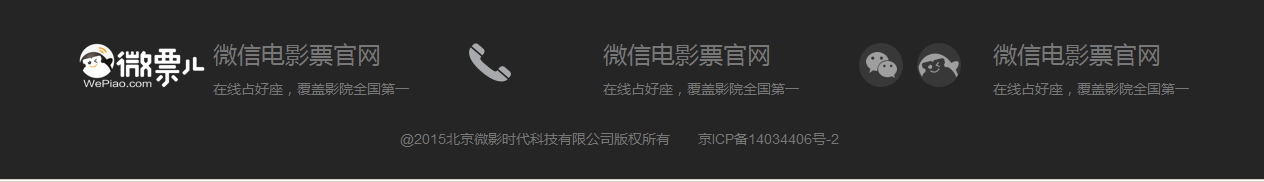 微票儿
WePiao.com
微信电影票官网
在线占好座，覆盖影院全国第一
微信电影票官网
在线占好座，覆盖影院全国第一
微信电影票官网
在线占好座，覆盖影院全国第一
@2015北京微影时代科技有限公司版权所有 京ICP备14034406号-2